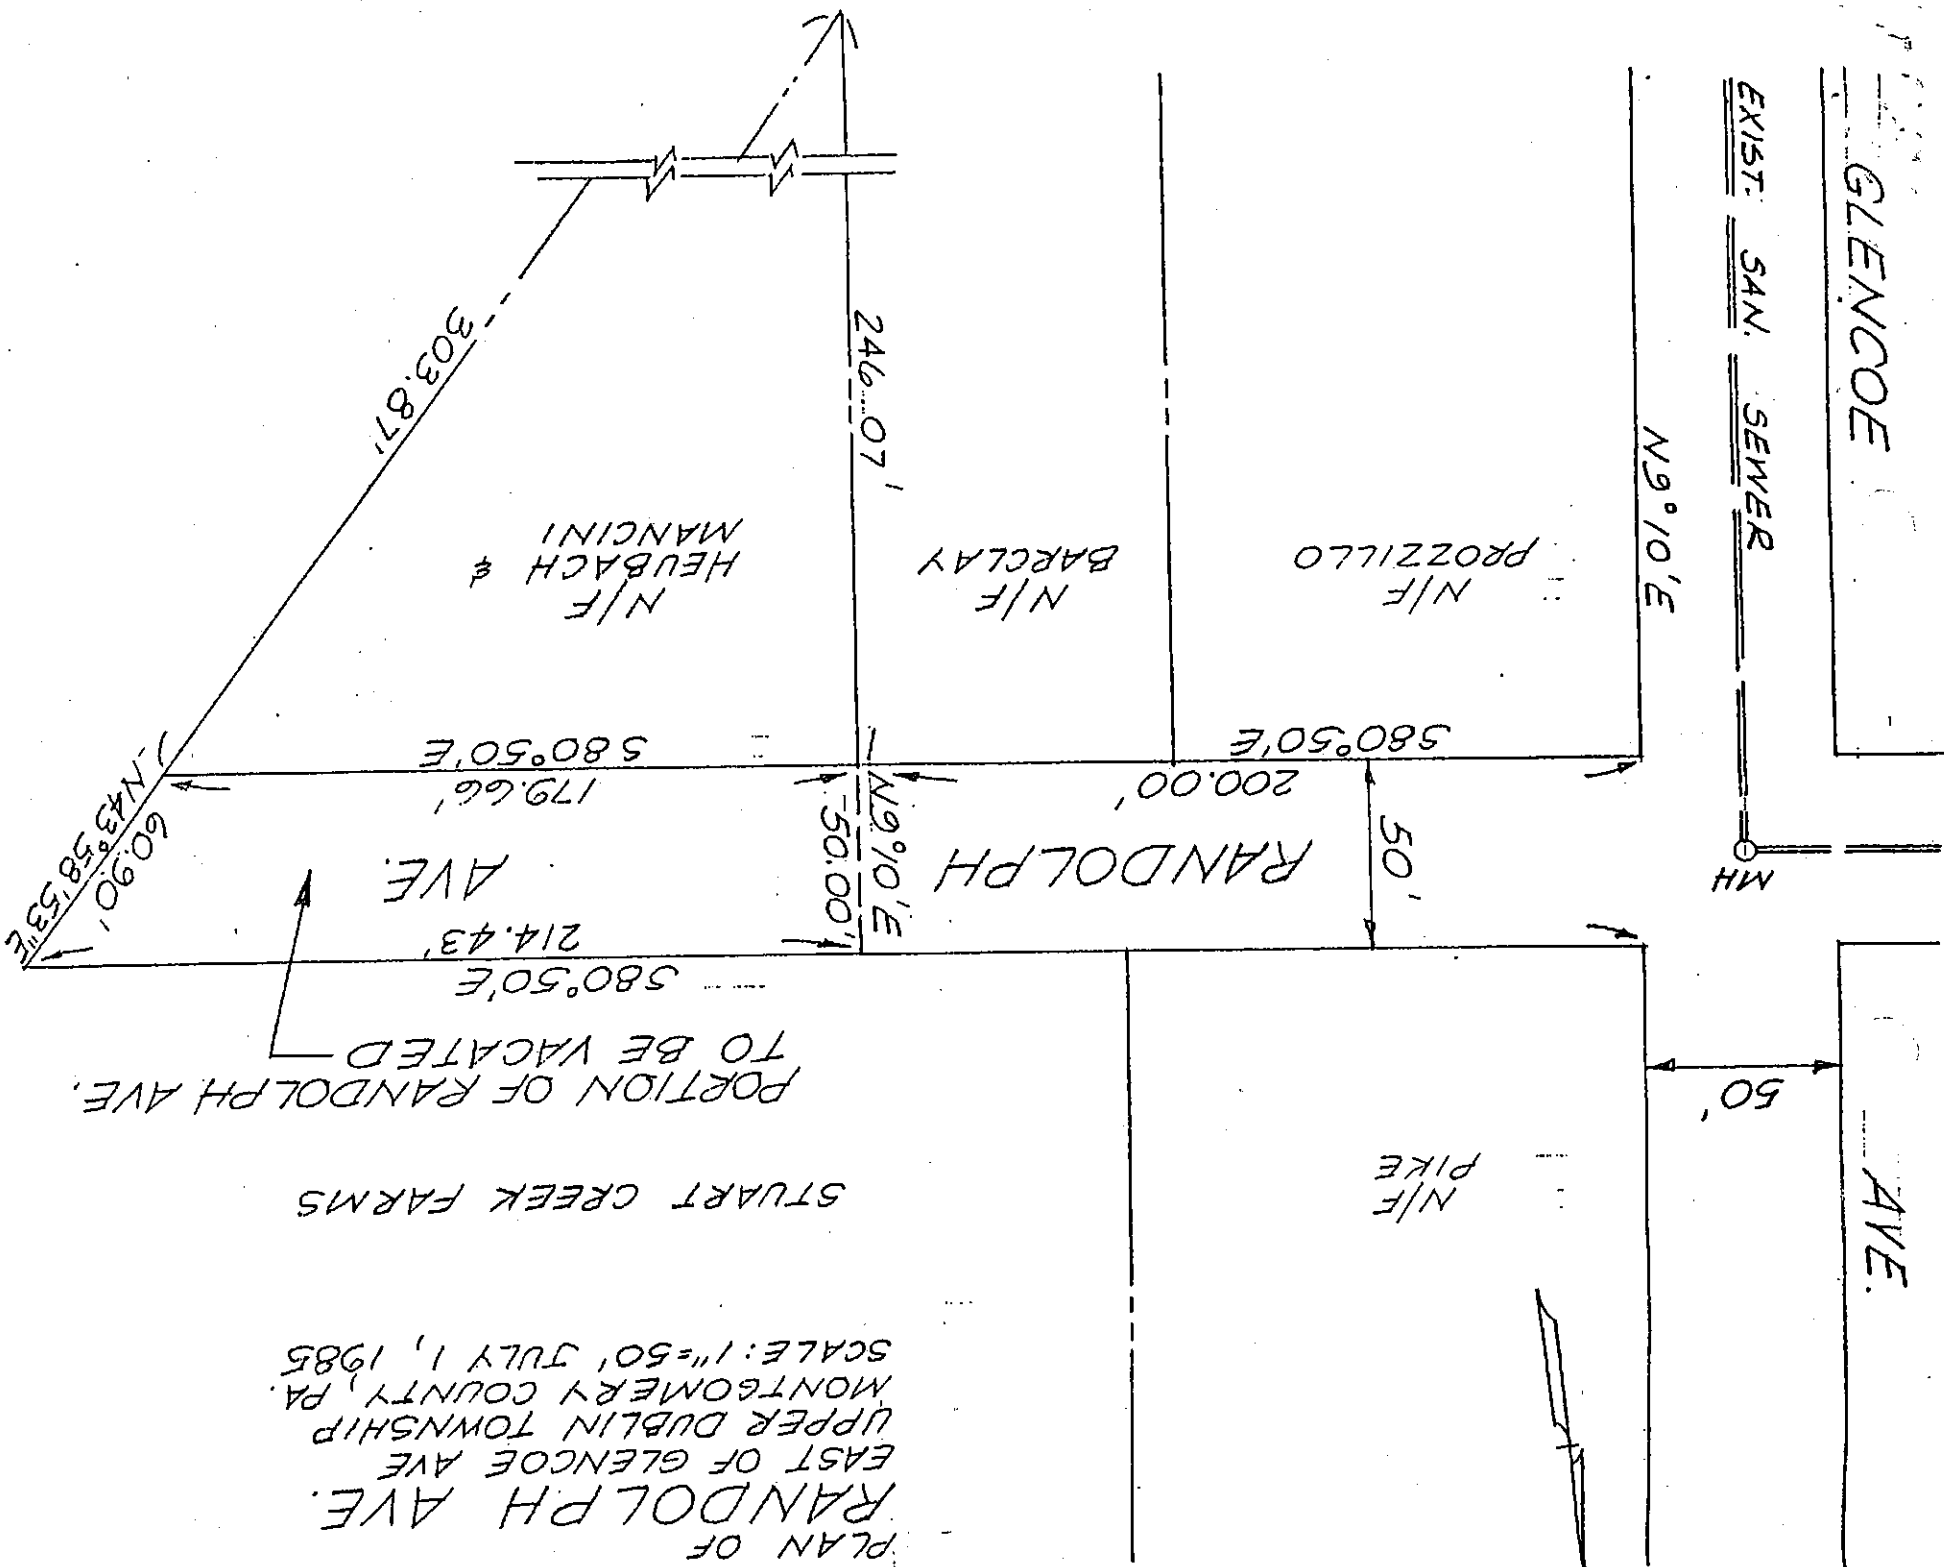 PLAN OF
RANDOLPH AVE.
EAST OF GLENCOE AVE
UPPER DUBLIN TOWNSHIP
MONTGOMERY COUNTY, PA.
SCALE: 1"=50' JULY 1, 1985
STUART CREEK FARMS
PORTION OF RANDOLPH AVE.
TO BE VACATED
N/F
PIKE
50'
AVE.
S80°50'E
214.43'
60.90'
N43°58'53"E
MH
50'
RANDOLPH
N9°10'E
50.00'
AVE.
200.00'
S80°50'E
179.66'
S80°50'E
N/F
PROZZILLO
N/F
BARCLAY
N/F
HEUBACH &
MANCINI
N9°10'E
EXIST. SAN. SEWER
GLENCOE
246.07'
303.87'